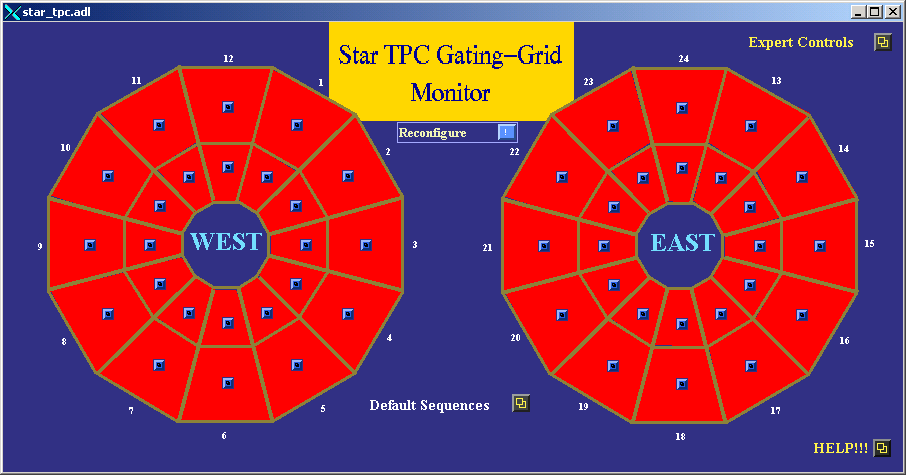 star_tpc.adl
Star TPC Gating-Grid
Monitor
Expert Controls
Reconfigure !
12
1
11
2
10
3
9
4
8
5
7
6
WEST
24
13
23
14
22
15
21
16
20
17
19
18
EAST
Default Sequences
HELP!!!